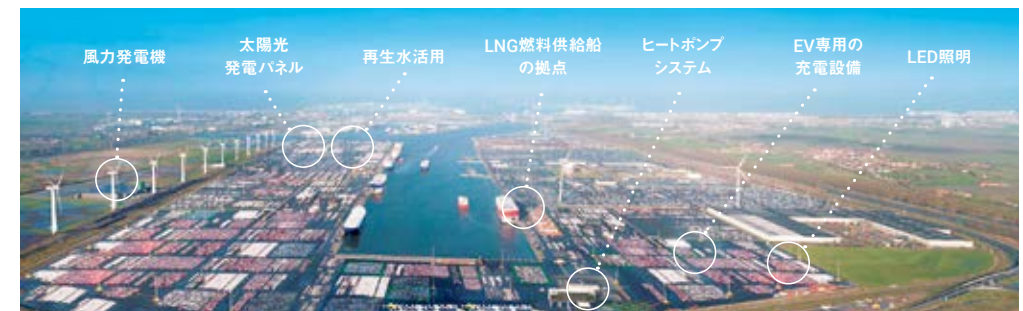 風力発電機
太陽光
発電パネル
再生水活用
LNG燃料供給船
の拠点
ヒートポンプ
システム
EV専用の
充電設備
LED照明